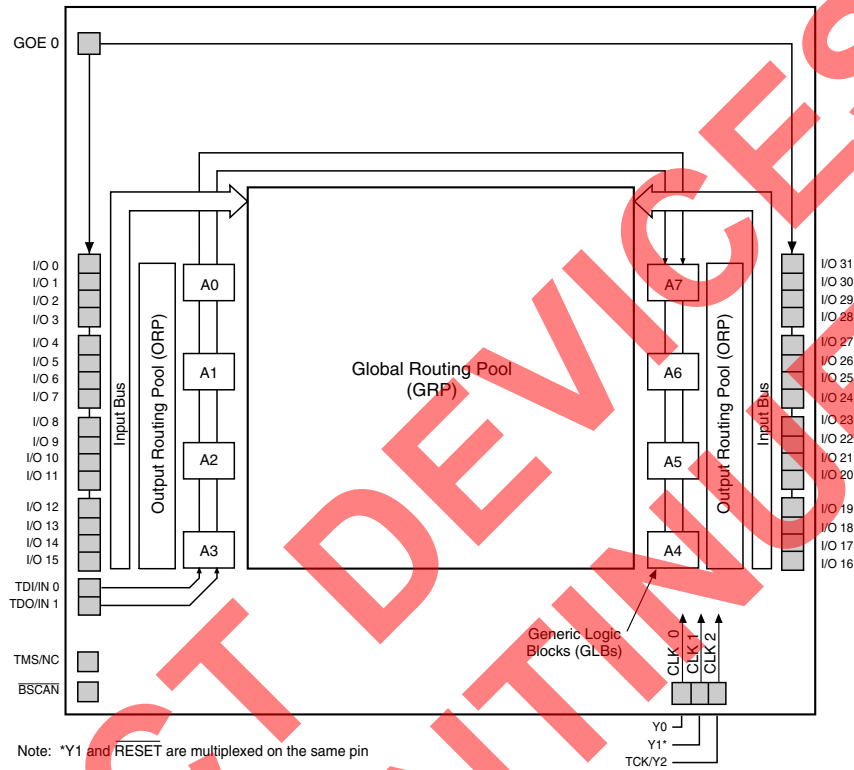 GOE 0
I/O 0
I/O 1
I/O 2
I/O 3
I/O 4
I/O 5
I/O 6
I/O 7
I/O 8
I/O 9
I/O 10
I/O 11
I/O 12
I/O 13
I/O 14
I/O 15
TDI/IN 0
TDO/IN 1
TMS/NC
BSCAN
Input Bus
Output Routing Pool (ORP)
A0
A1
A2
A3
Global Routing Pool
(GRP)
A7
A6
A5
A4
Output Routing Pool (ORP)
Input Bus
I/O 31
I/O 30
I/O 29
I/O 28
I/O 27
I/O 26
I/O 25
I/O 24
I/O 23
I/O 22
I/O 21
I/O 20
I/O 19
I/O 18
I/O 17
I/O 16
Generic Logic
Blocks (GLBs)
CLK 0
CLK 1
CLK 2
Y0
Y1*
TCK/Y2
Note: *Y1 and RESET are multiplexed on the same pin
CT DEVICES